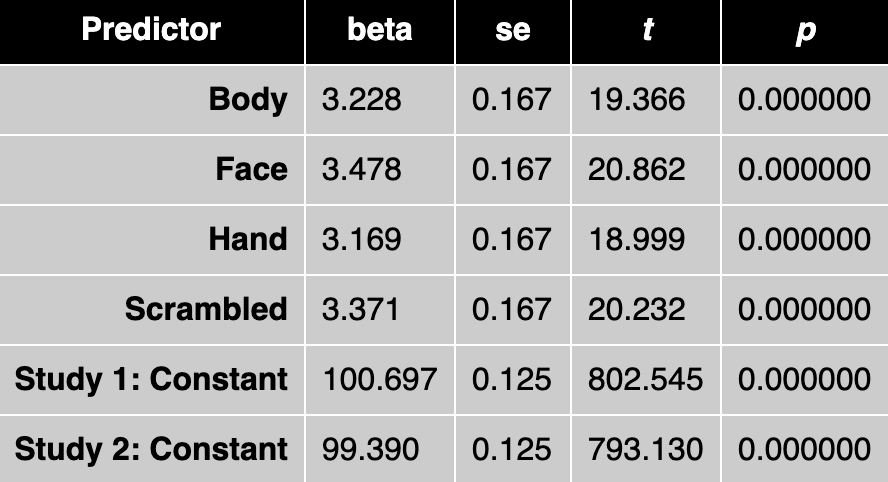 Predictor beta se t p
Body 3.228 0.167 19.366 0.000000
Face 3.478 0.167 20.862 0.000000
Hand 3.169 0.167 18.999 0.000000
Scrambled 3.371 0.167 20.232 0.000000
Study 1: Constant 100.697 0.125 802.545 0.000000
Study 2: Constant 99.390 0.125 793.130 0.000000